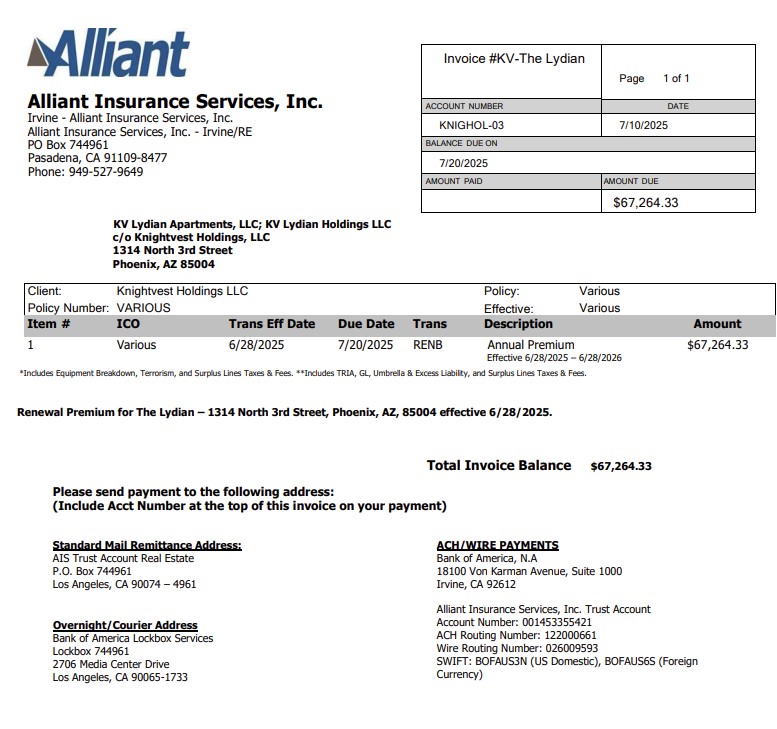 Alliant
Invoice #KV-The Lydian
Page 1 of 1
Alliant Insurance Services, Inc.
Irvine - Alliant Insurance Services, Inc.
Alliant Insurance Services, Inc. - Irvine/RE
PO Box 744961
Pasadena, CA 91109-8477
Phone: 949-527-9649
ACCOUNT NUMBER DATE
KNIGHOL-03 7/10/2025
BALANCE DUE ON
7/20/2025
AMOUNT PAID AMOUNT DUE
$67,264.33
KV Lydian Apartments, LLC; KV Lydian Holdings LLC
c/o Knightvest Holdings, LLC
1314 North 3rd Street
Phoenix, AZ 85004
Client: Knightvest Holdings LLC Policy: Various
Policy Number: VARIOUS Effective: Various
Item # ICO Trans Eff Date Due Date Trans Description Amount
1 Various 6/28/2025 7/20/2025 RENB Annual Premium $67,264.33
Effective 6/28/2025 – 6/28/2026
*Includes Equipment Breakdown, Terrorism, and Surplus Lines Taxes & Fees. **Includes TRIA, GL, Umbrella & Excess Liability, and Surplus Lines Taxes & Fees.
Renewal Premium for The Lydian – 1314 North 3rd Street, Phoenix, AZ, 85004 effective 6/28/2025.
Total Invoice Balance $67,264.33
Please send payment to the following address:
(Include Acct Number at the top of this invoice on your payment)
Standard Mail Remittance Address:
AIS Trust Account Real Estate
P.O. Box 744961
Los Angeles, CA 90074 – 4961
Overnight/Courier Address
Bank of America Lockbox Services
Lockbox 744961
2706 Media Center Drive
Los Angeles, CA 90065-1733
ACH/WIRE PAYMENTS
Bank of America, N.A
18100 Von Karman Avenue, Suite 1000
Irvine, CA 92612
Alliant Insurance Services, Inc. Trust Account
Account Number: 001453355421
ACH Routing Number: 122000661
Wire Routing Number: 026009593
SWIFT: BOFAUS3N (US Domestic), BOFAUS6S (Foreign
Currency)